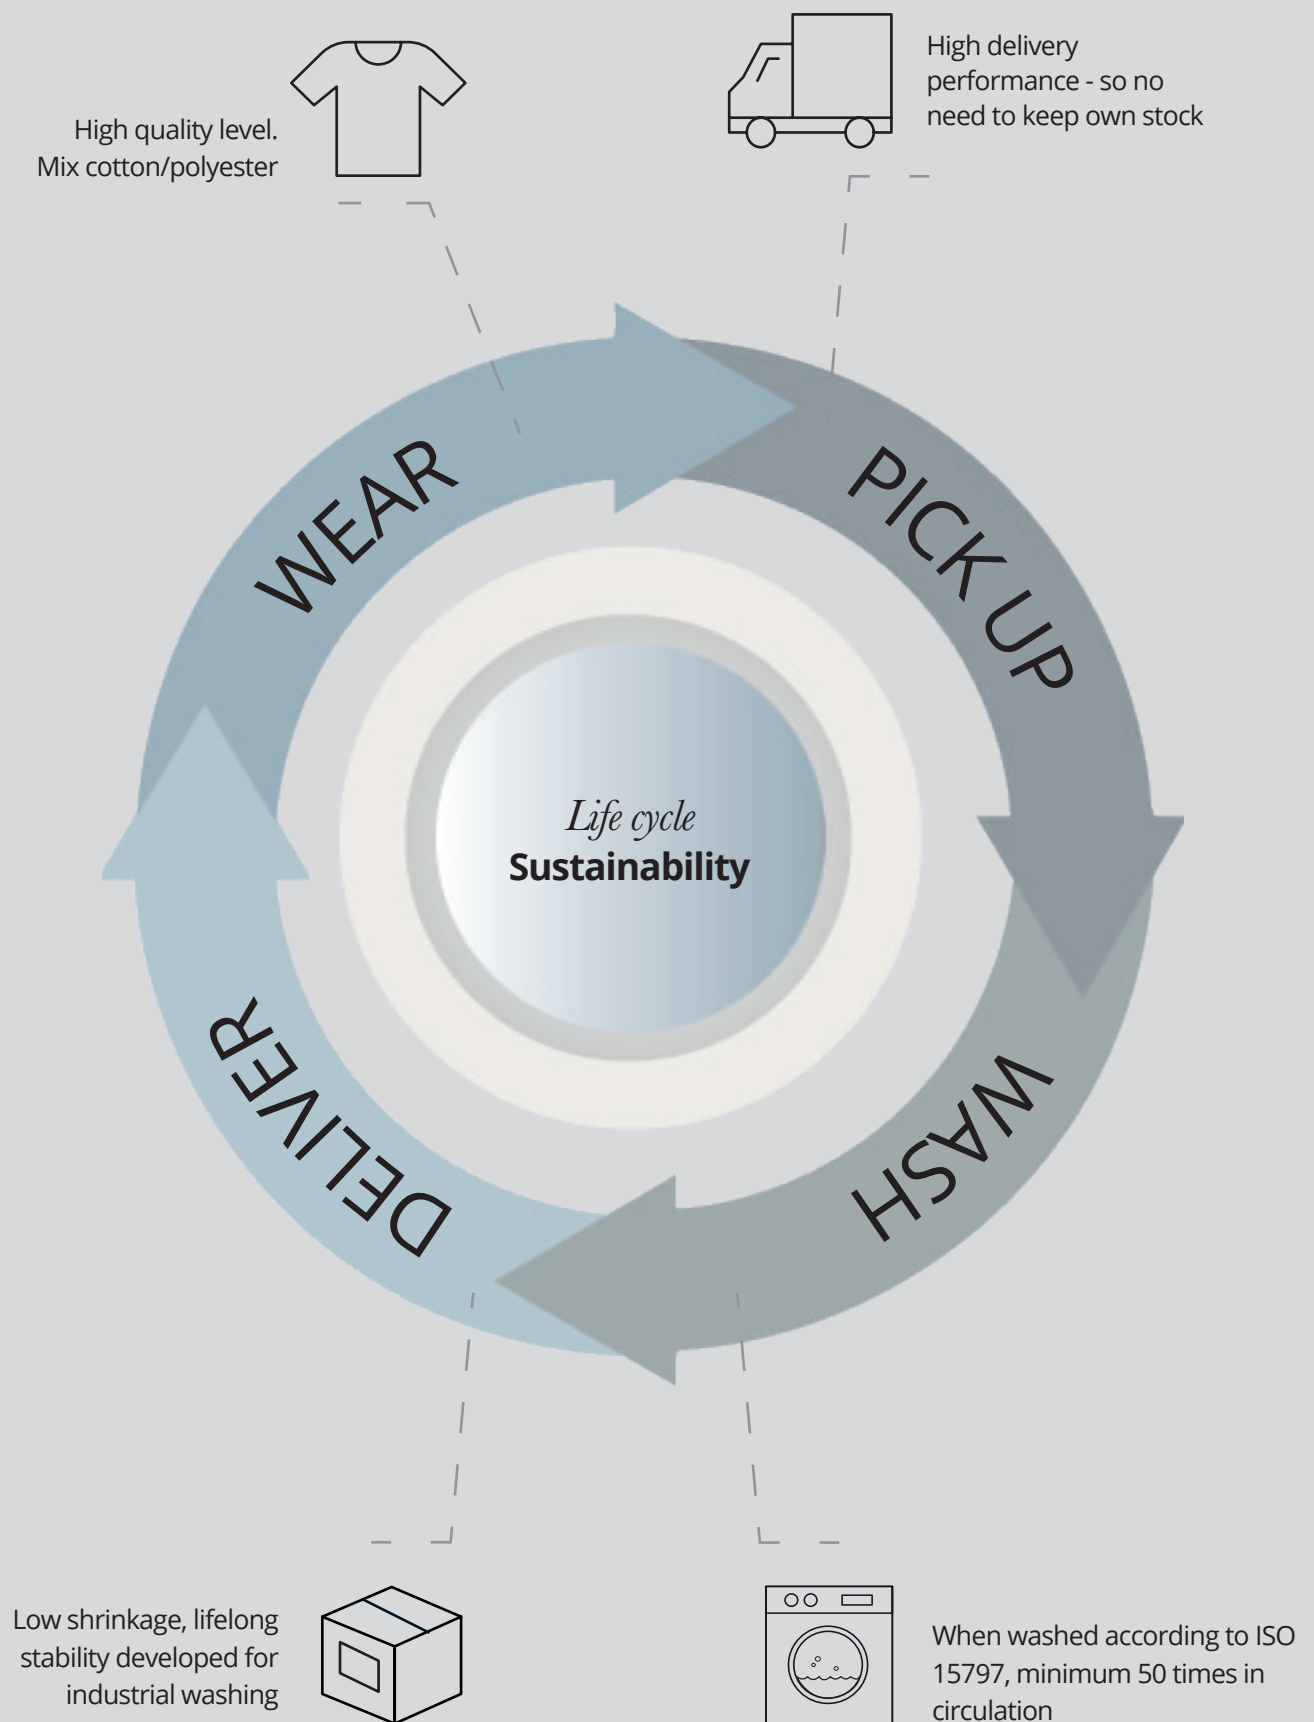 High quality level.
Mix cotton/polyester
High delivery
performance - so no
need to keep own stock
WEAR
PICK UP
Life cycle
Sustainability
DELIVER
WASH
Low shrinkage, lifelong
stability developed for
industrial washing
When washed according to ISO
15797, minimum 50 times in
circulation